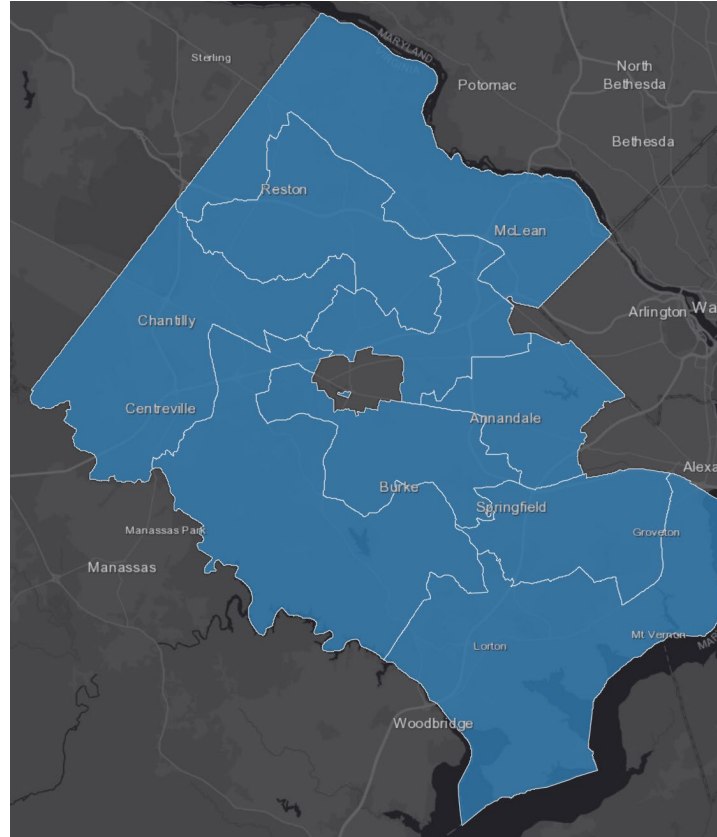 MARYLAND
Sterling
North
Bethesda
Potomac
Bethesda
Reston
McLean
Chantilly
Arlington
Wa
Centreville
Annandale
Alexa
Burke
Springfield
Manassas Park
Groveton
Manassas
Mt Vernon
MAR
Lorton
Woodbridge